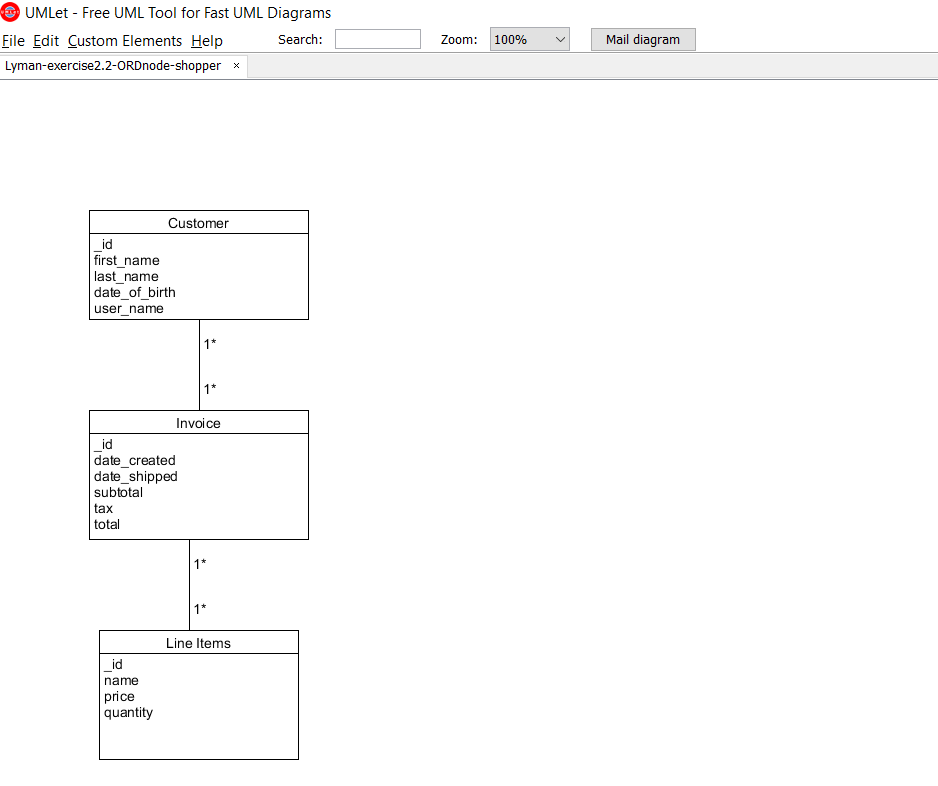 UMLet - Free UML Tool for Fast UML Diagrams
File Edit Custom Elements Help Search: Zoom: 100% Mail diagram
Lyman-exercise2.2-ORDnode-shopper ×
Customer
_id
first_name
last_name
date_of_birth
user_name
1*
1*
Invoice
_id
date_created
date_shipped
subtotal
tax
total
1*
1*
Line Items
_id
name
price
quantity